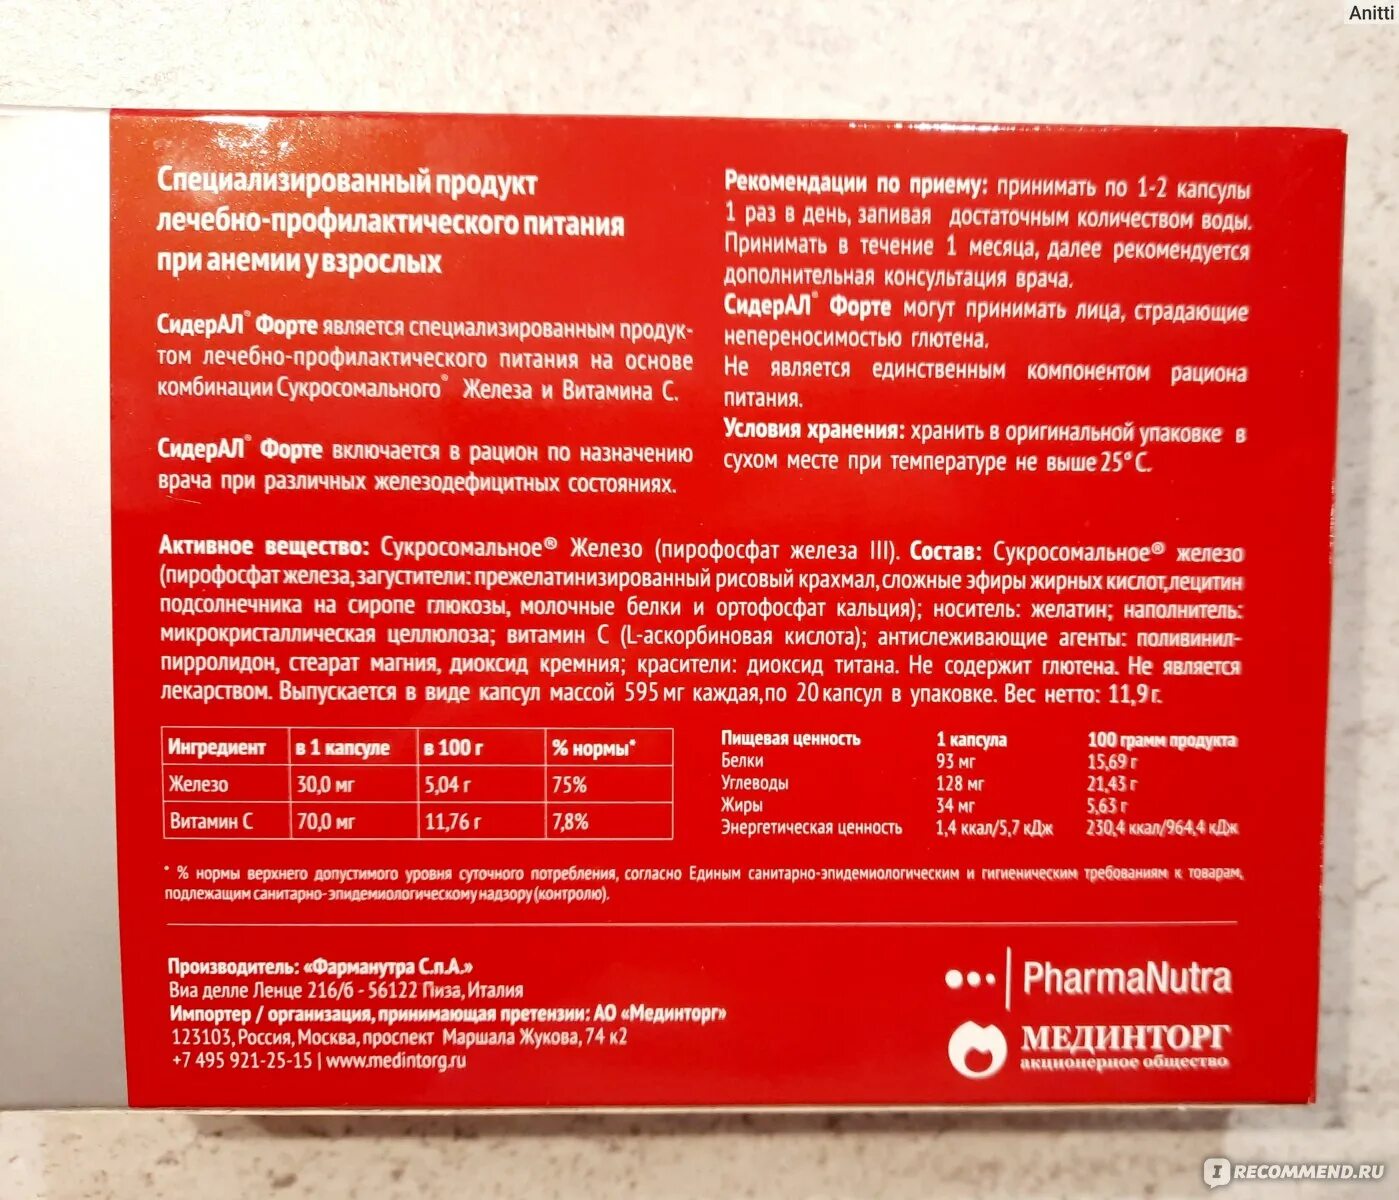 Anitti
Специализированный продукт
лечебно-профилактического питания
при анемии у взрослых
СидерАЛ® Форте является специализированным продук-
том лечебно-профилактического питания на основе
комбинации Сукросомального® Железа и Витамина С.
СидерАЛ® Форте включается в рацион по назначению
врача при различных железодефицитных состояниях.
Рекомендации по приему: принимать по 1-2 капсулы
1 раз в день, запивая достаточным количеством воды.
Принимать в течение 1 месяца, далее рекомендуется
дополнительная консультация врача.
СидерАЛ® Форте могут принимать лица, страдающие
непереносимостью глютена.
Не является единственным компонентом рациона
питания.
Условия хранения: хранить в оригинальной упаковке в
сухом месте при температуре не выше 25°С.
Активное вещество: Сукросомальное® Железо (пирофосфат железа III). Состав: Сукросомальное® железо
(пирофосфат железа, загустители: прежелатинизированный рисовый крахмал, сложные эфиры жирных кислот, лецитин
подсолнечника на сиропе глюкозы, молочные белки и ортофосфат кальция); носитель: желатин; наполнитель:
микрокристаллическая целлюлоза; витамин С (L-аскорбиновая кислота); антислеживающие агенты: поливинил-
пирролидон, стеарат магния, диоксид кремния; красители: диоксид титана. Не содержит глютена. Не является
лекарством. Выпускается в виде капсул массой 595 мг каждая, по 20 капсул в упаковке. Вес нетто: 11,9 г.
Ингредиент в 1 капсуле в 100 г % нормы*
Железо 30,0 мг 5,04 г 75%
Витамин С 70,0 мг 11,76 г 7,8%
Пищевая ценность 1 капсула 100 грамм продукта
Белки 93 мг 15,69 г
Углеводы 128 мг 21,43 г
Жиры 34 мг 5,63 г
Энергетическая ценность 1,4 ккал/5,7 кДж 230,4 ккал/964,4 кДж
* % нормы верхнего допустимого уровня суточного потребления, согласно Единым санитарно-эпидемиологическим и гигиеническим требованиям к товарам,
подлежащим санитарно-эпидемиологическому надзору (контролю).
Производитель: «Фарманутра С.п.А.»
Виа делле Ленце 216/б - 56122 Пиза, Италия
Импортер / организация, принимающая претензии: АО «Мединторг»
123103, Россия, Москва, проспект Маршала Жукова, 74 к2
+7 495 921-25-15 | www.medintorg.ru
PharmaNutra
МЕДИНТОРГ
акционерное общество
IRECOMMEND.RU